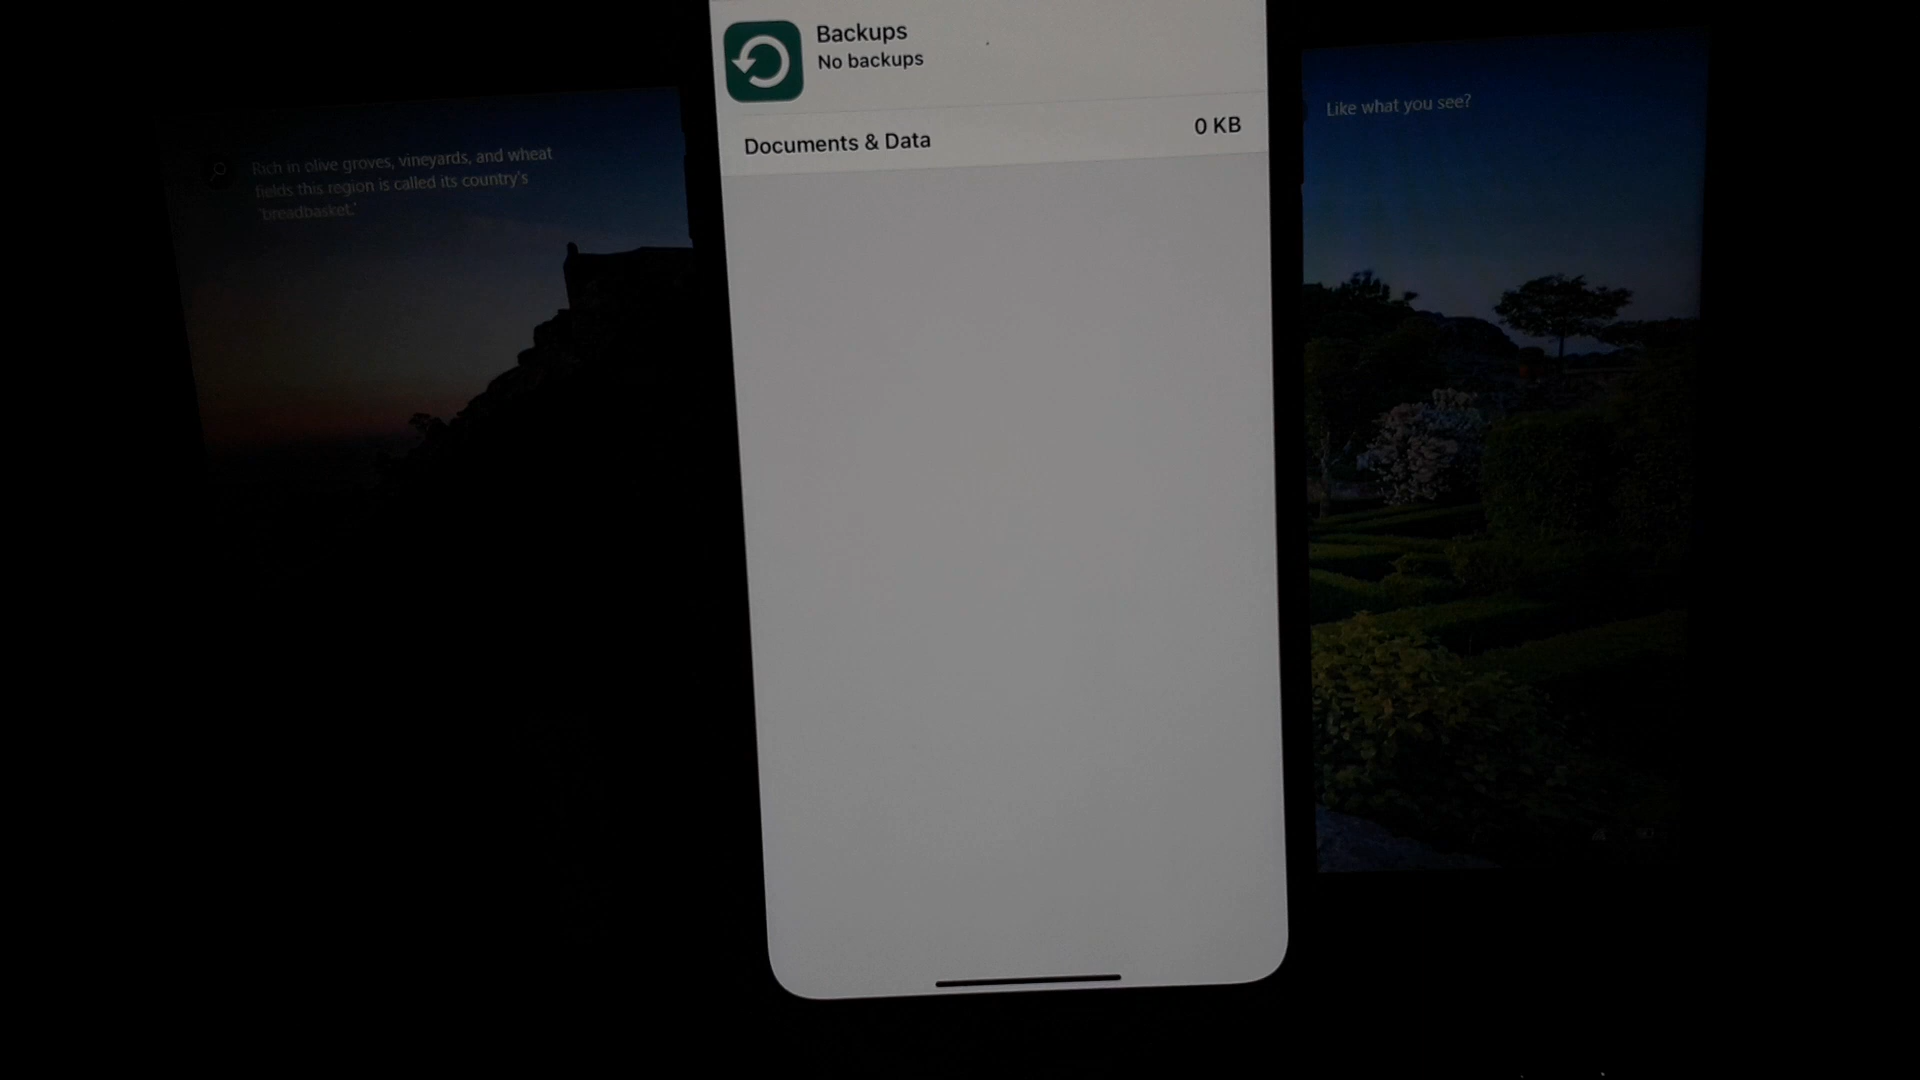 Backups
No backups
Documents & Data
0 KB
Rich in olive groves, vineyards, and wheat
fields this region is called its country's
'breadbasket.'
Like what you see?